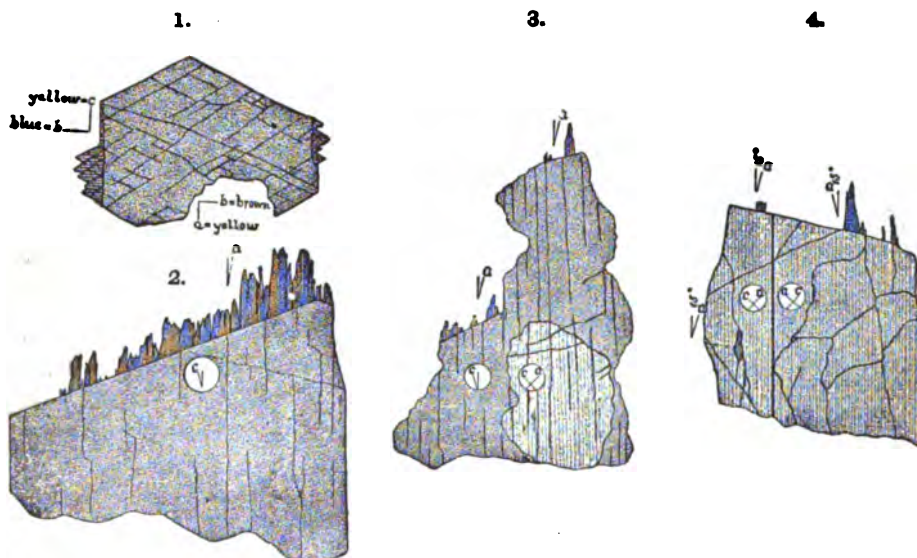 1.
3.
4.
yellow=c
blue=b
b=brown
a=yellow
2.
a
a
a
c
c
c c
c a
a c